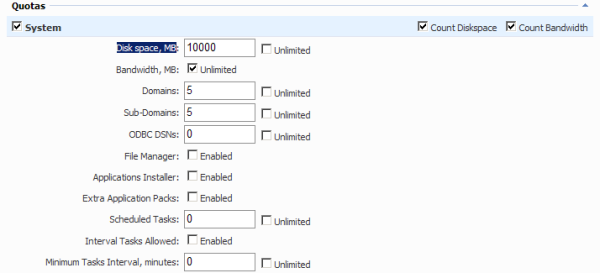 Quotas
System Count Diskspace Count Bandwidth
Disk space, MB: 10000 Unlimited
Bandwidth, MB: Unlimited
Domains: 5 Unlimited
Sub-Domains: 5 Unlimited
ODBC DSNs: 0 Unlimited
File Manager: Enabled
Applications Installer: Enabled
Extra Application Packs: Enabled
Scheduled Tasks: 0 Unlimited
Interval Tasks Allowed: Enabled
Minimum Tasks Interval, minutes: 0 Unlimited